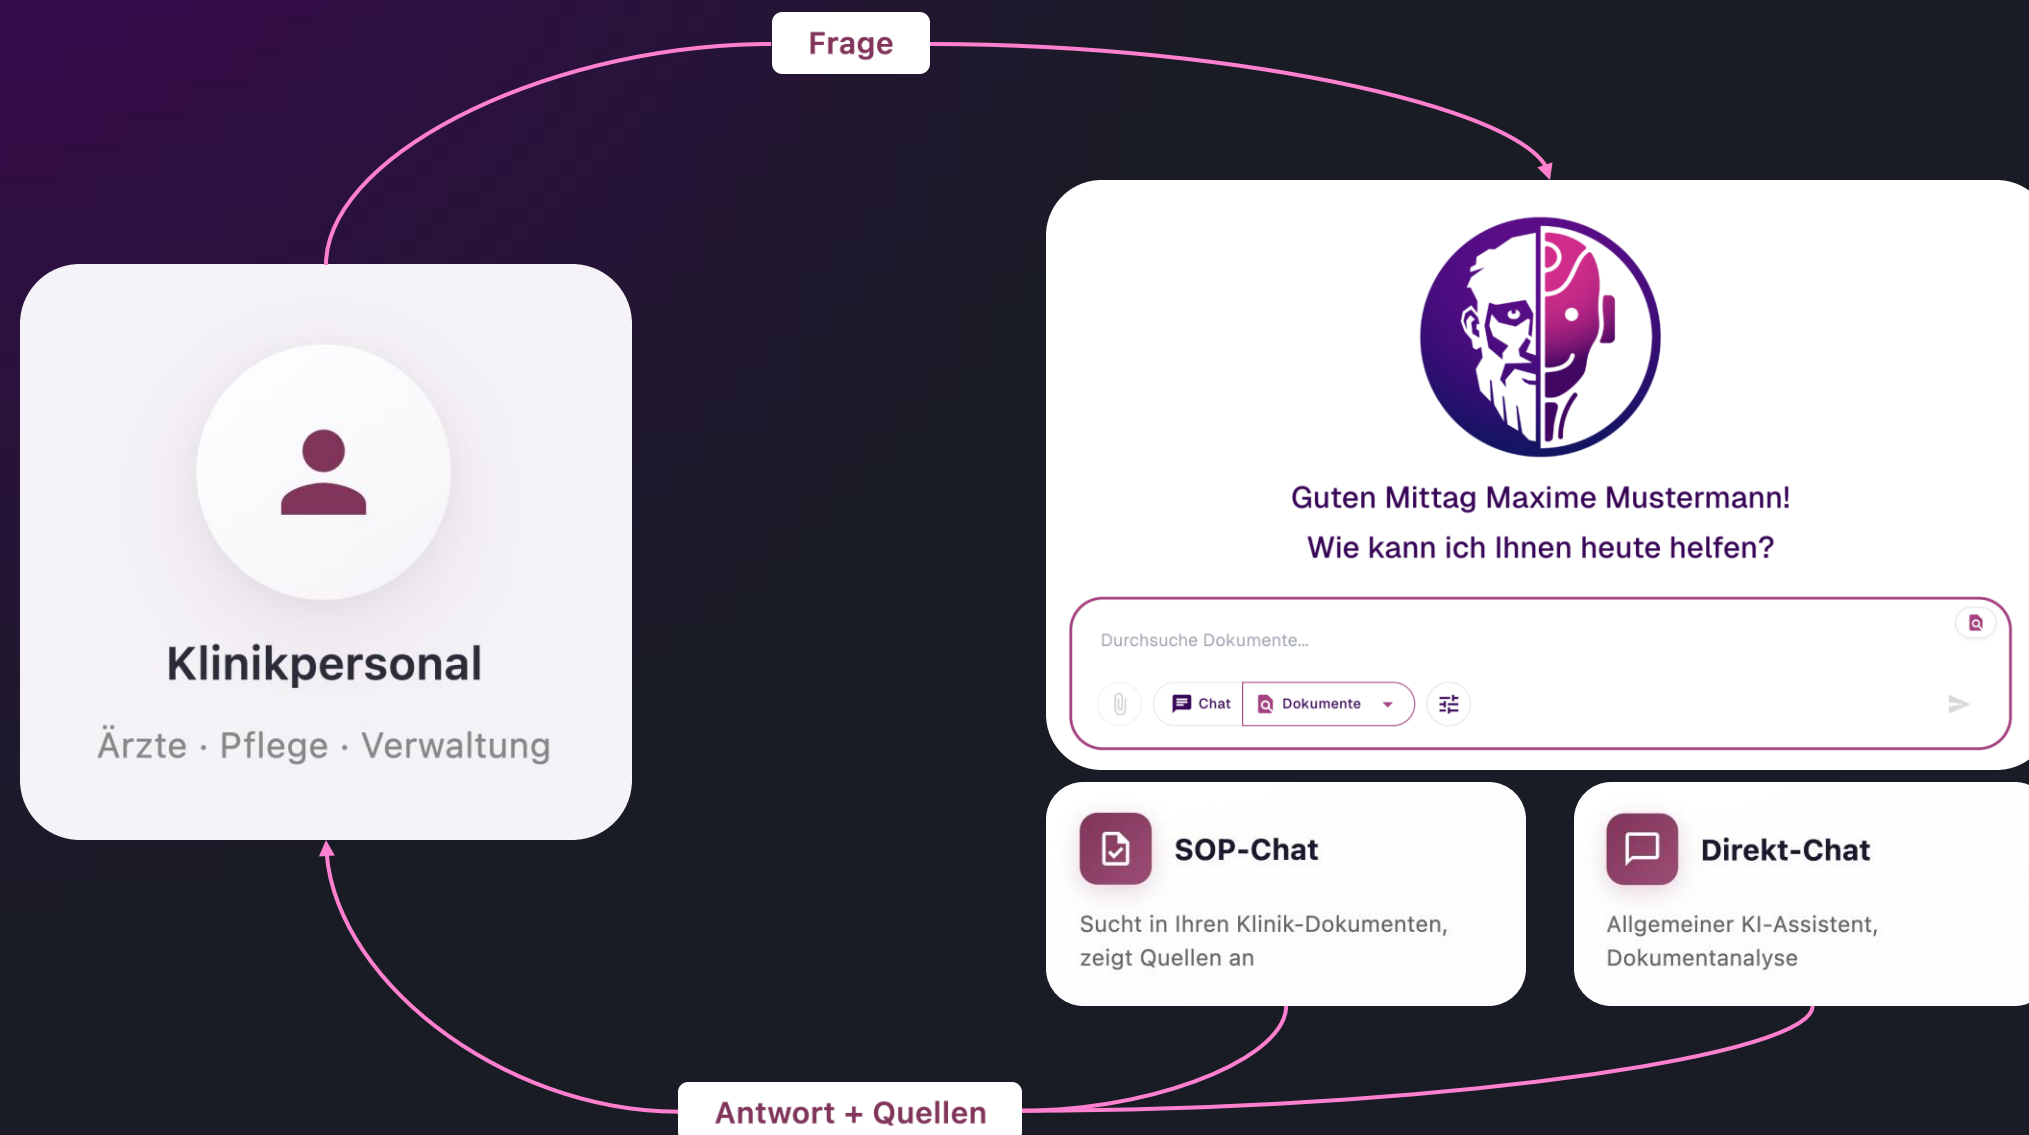 Frage
Klinikpersonal
Ärzte · Pflege · Verwaltung
Guten Mittag Maxime Mustermann!
Wie kann ich Ihnen heute helfen?
Durchsuche Dokumente...
Chat
Dokumente
SOP-Chat
Sucht in Ihren Klinik-Dokumenten,
zeigt Quellen an
Direkt-Chat
Allgemeiner KI-Assistent,
Dokumentanalyse
Antwort + Quellen